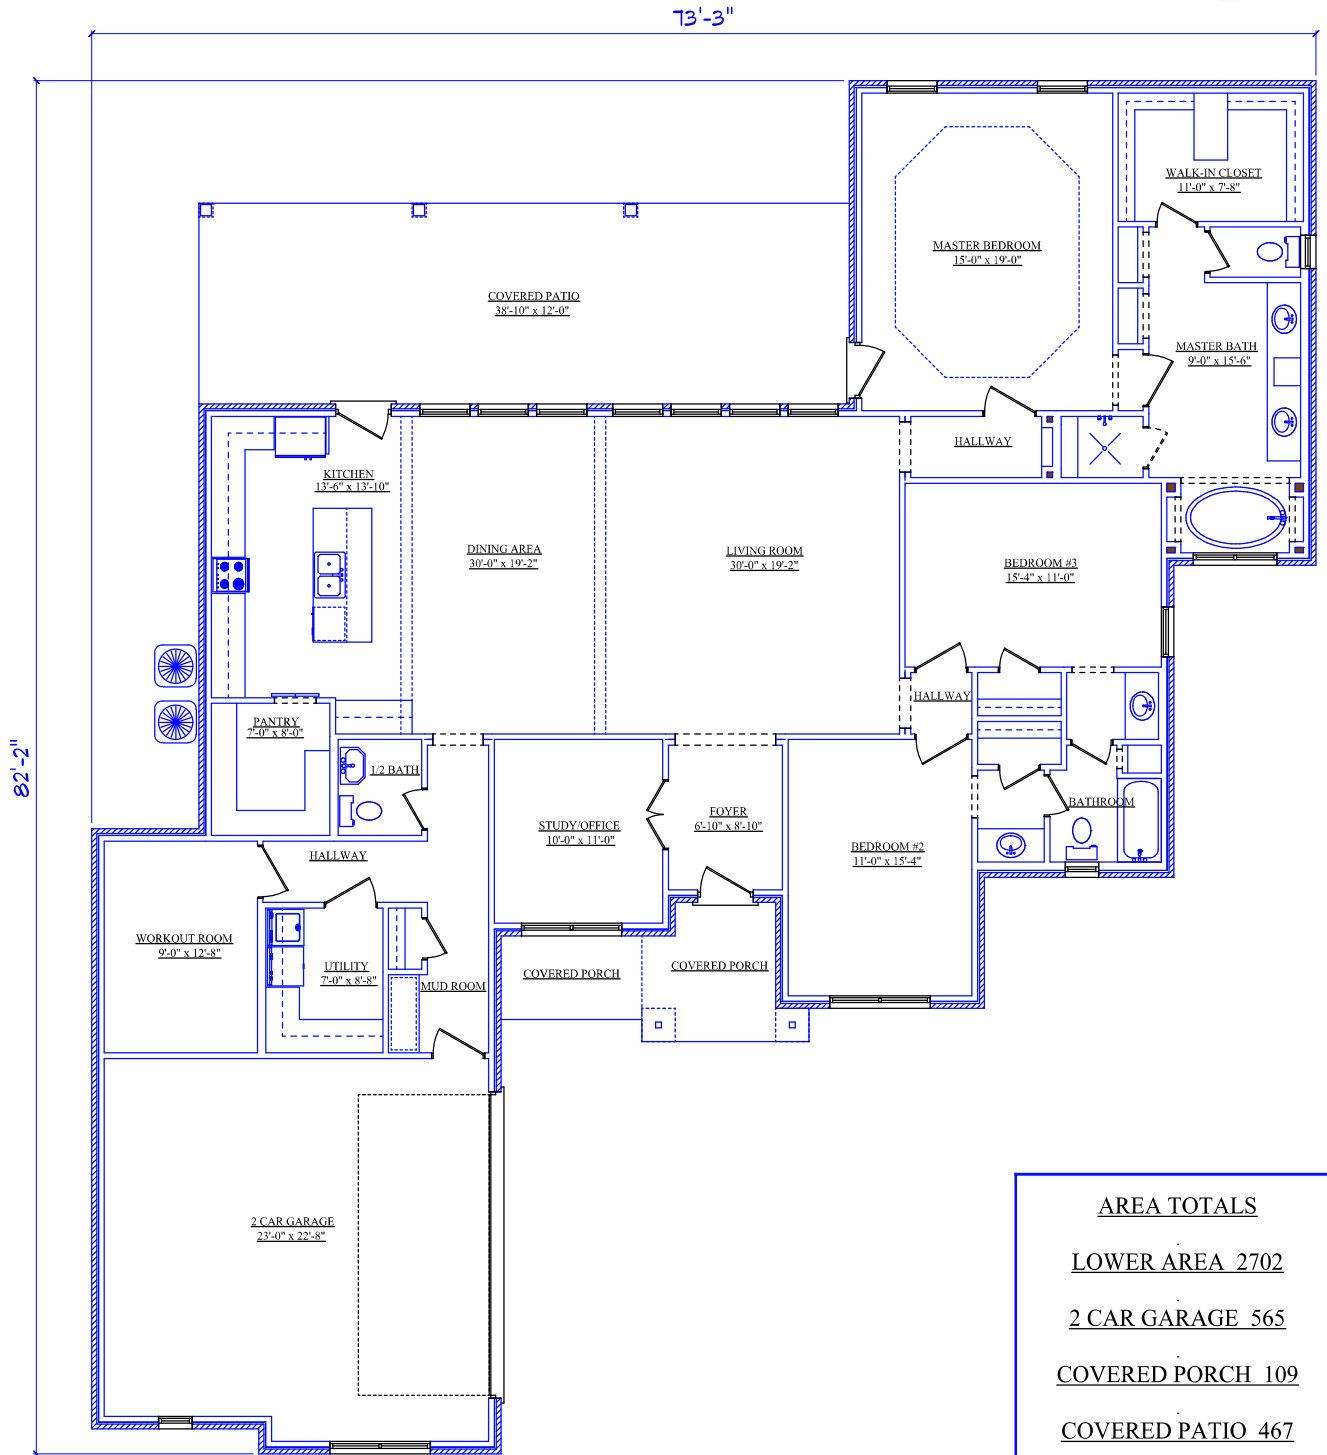 73'-3"
82'-2"
WALK-IN CLOSET
11'-0" x 7'-8"
MASTER BEDROOM
15'-0" x 19'-0"
COVERED PATIO
38'-10" x 12'-0"
MASTER BATH
9'-0" x 15'-6"
HALLWAY
KITCHEN
13'-6" x 13'-10"
DINING AREA
30'-0" x 19'-2"
LIVING ROOM
30'-0" x 19'-2"
BEDROOM #3
15'-4" x 11'-0"
HALLWAY
PANTRY
7'-0" x 8'-0"
1/2 BATH
STUDY/OFFICE
10'-0" x 11'-0"
FOYER
6'-10" x 8'-10"
BATHROOM
BEDROOM #2
11'-0" x 15'-4"
HALLWAY
WORKOUT ROOM
9'-0" x 12'-8"
UTILITY
7'-0" x 8'-8"
MUD ROOM
COVERED PORCH
COVERED PORCH
2 CAR GARAGE
23'-0" x 22'-8"
AREA TOTALS
LOWER AREA 2702
2 CAR GARAGE 565
COVERED PORCH 109
COVERED PATIO 467